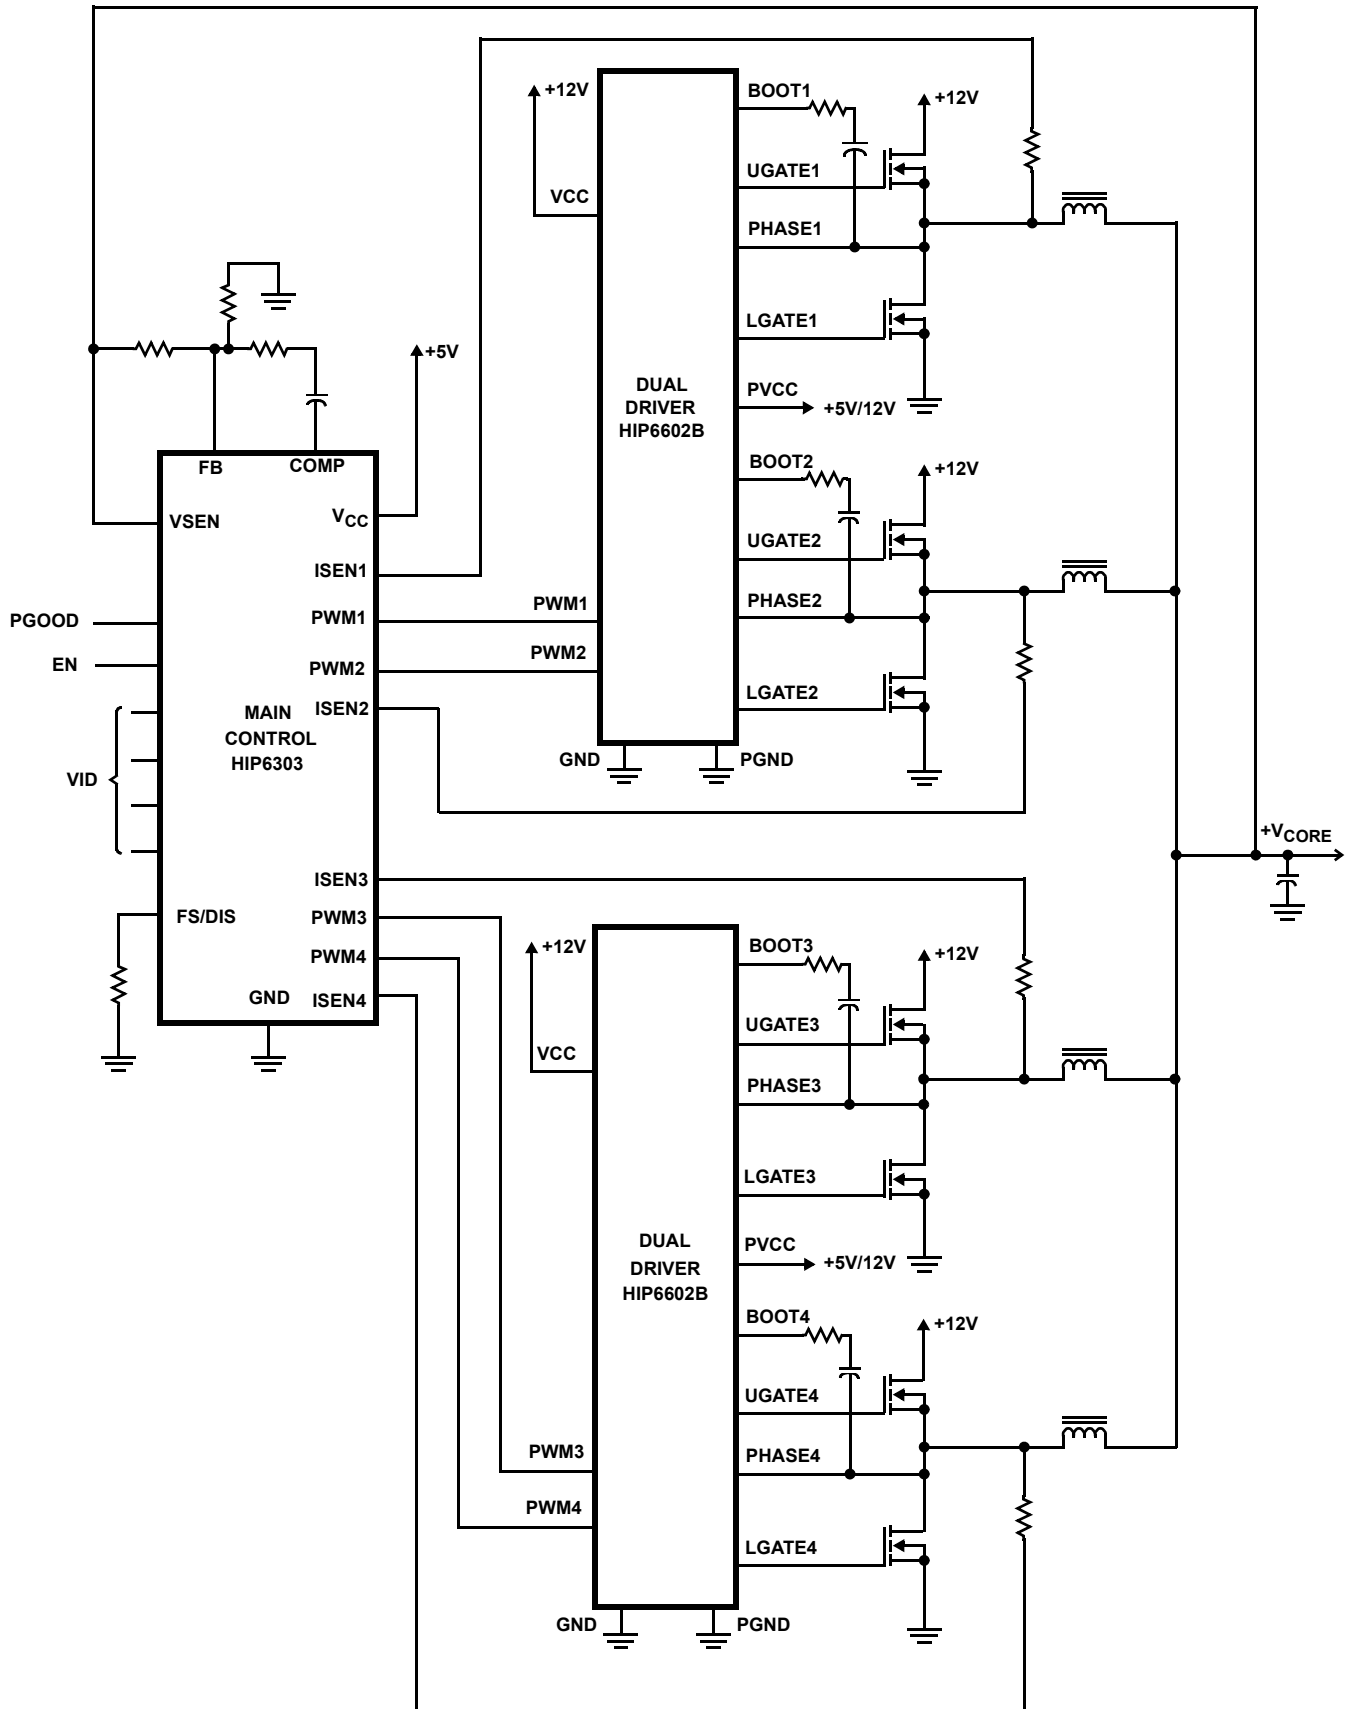 +12V
BOOT1
+12V
UGATE1
VCC
PHASE1
LGATE1
+5V
DUAL
DRIVER
HIP6602B
PVCC
+5V/12V
FB
COMP
BOOT2
+12V
VSEN
VCC
UGATE2
ISEN1
PWM1
PHASE2
PGOOD
PWM1
EN
PWM2
PWM2
LGATE2
ISEN2
MAIN
CONTROL
HIP6303
VID
GND
PGND
+VCORE
ISEN3
FS/DIS
PWM3
PWM4
GND
ISEN4
+12V
BOOT3
+12V
UGATE3
VCC
PHASE3
LGATE3
DUAL
DRIVER
HIP6602B
PVCC
+5V/12V
BOOT4
+12V
UGATE4
PWM3
PHASE4
PWM4
LGATE4
GND
PGND